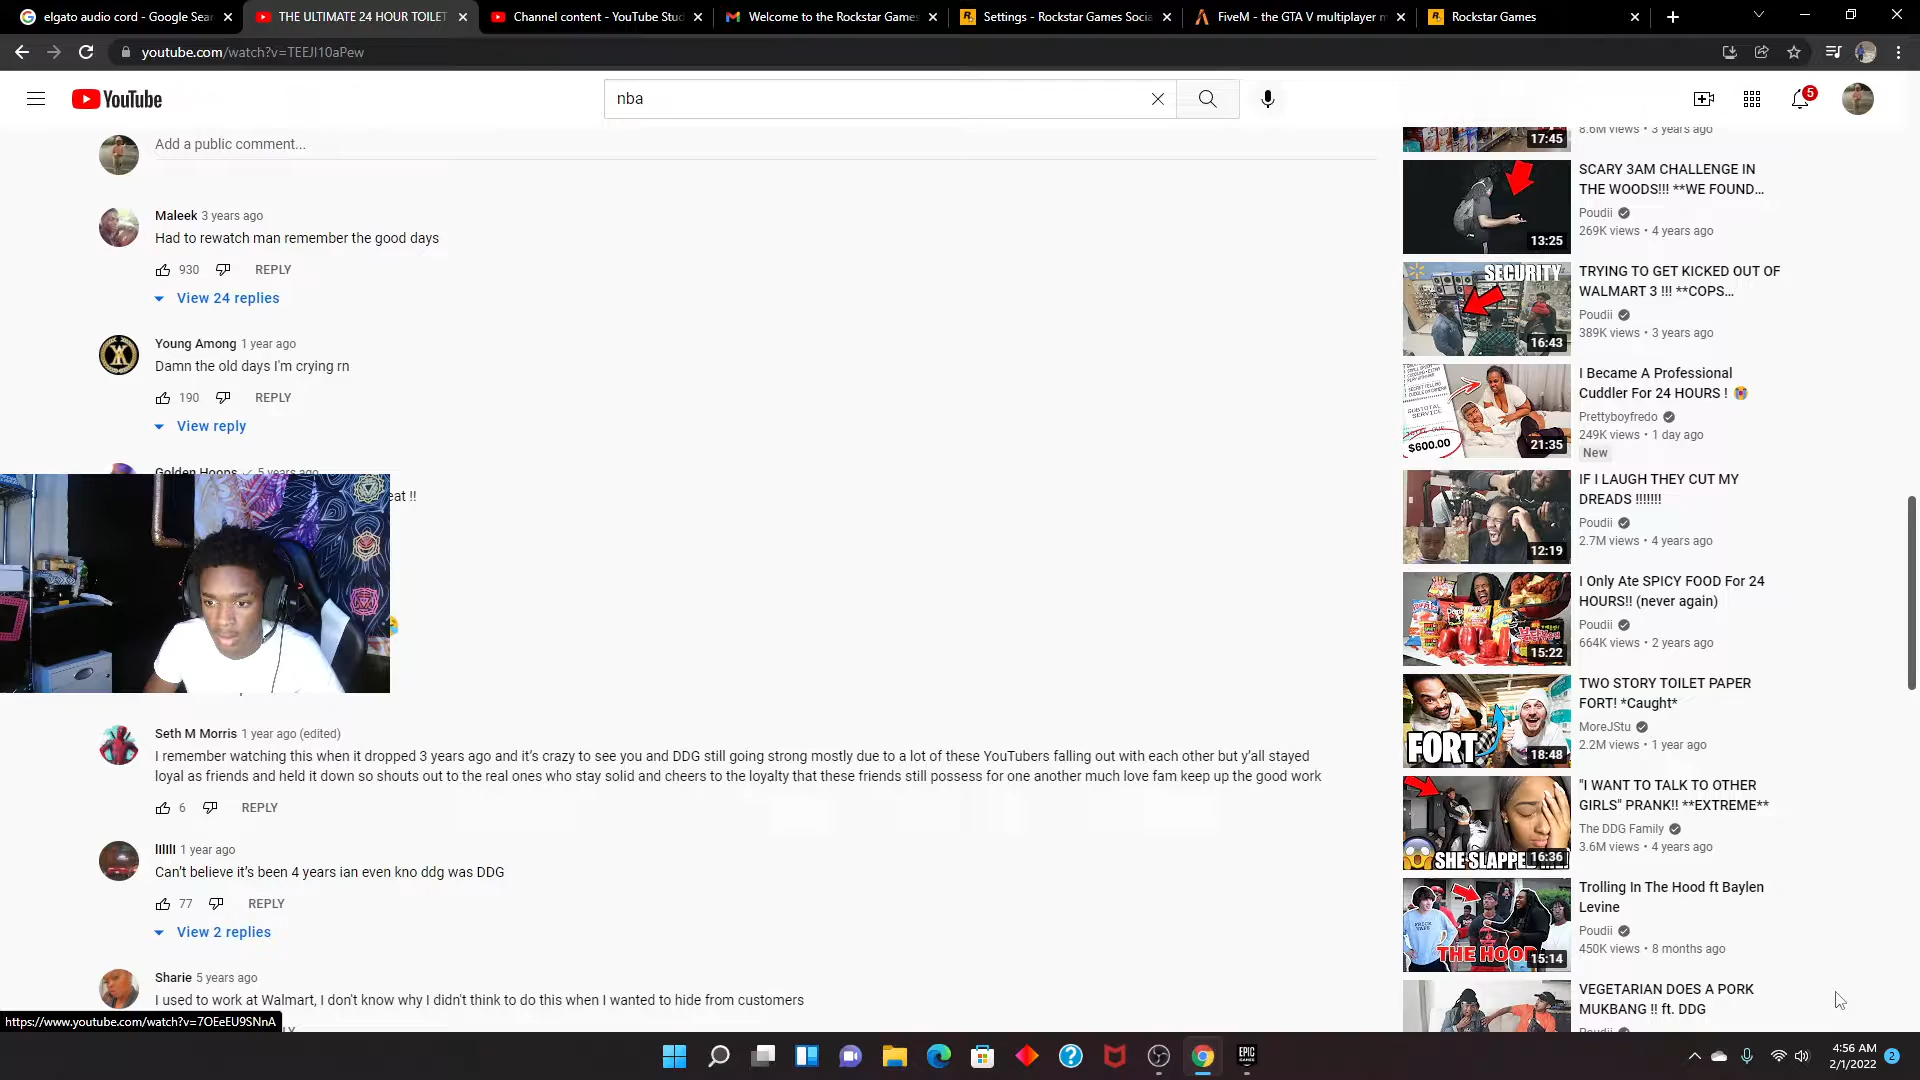 elgato audio cord - Google Sear
THE ULTIMATE 24 HOUR TOILET
Channel content - YouTube Stud
Welcome to the Rockstar Games
Settings - Rockstar Games Socia
FiveM - the GTA V multiplayer m
Rockstar Games
youtube.com/watch?v=TEEJI10aPew
YouTube
nba
5
Add a public comment...
Maleek 3 years ago
Had to rewatch man remember the good days
930 REPLY
View 24 replies
Young Among 1 year ago
Damn the old days I'm crying rn
190 REPLY
View reply
Golden Hoops 5 years ago
eat !!
Seth M Morris 1 year ago (edited)
I remember watching this when it dropped 3 years ago and it's crazy to see you and DDG still going strong mostly due to a lot of these YouTubers falling out with each other but y'all stayed
loyal as friends and held it down so shouts out to the real ones who stay solid and cheers to the loyalty that these friends still possess for one another much love fam keep up the good work
6 REPLY
1 year ago
Can't believe it's been 4 years ian even kno ddg was DDG
77 REPLY
View 2 replies
Sharie 5 years ago
I used to work at Walmart, I don't know why I didn't think to do this when I wanted to hide from customers
https://www.youtube.com/watch?v=7OEeEU9SNnA
17:45
8.6M views • 3 years ago
13:25
SCARY 3AM CHALLENGE IN
THE WOODS!!! **WE FOUND...
Poudii
269K views • 4 years ago
SECURITY
16:43
TRYING TO GET KICKED OUT OF
WALMART 3 !!! **COPS...
Poudii
389K views • 3 years ago
SUBTOTAL
SERVICE
$600.00
21:35
I Became A Professional
Cuddler For 24 HOURS !
Prettyboyfredo
249K views • 1 day ago
New
12:19
IF I LAUGH THEY CUT MY
DREADS !!!!!!!
Poudii
2.7M views • 4 years ago
15:22
I Only Ate SPICY FOOD For 24
HOURS!! (never again)
Poudii
664K views • 2 years ago
FORT
18:48
TWO STORY TOILET PAPER
FORT! *Caught*
MoreJStu
2.2M views • 1 year ago
SHE SLAPPED
16:36
"I WANT TO TALK TO OTHER
GIRLS" PRANK!! **EXTREME**
The DDG Family
3.6M views • 4 years ago
THE HOOD
15:14
Trolling In The Hood ft Baylen
Levine
Poudii
450K views • 8 months ago
VEGETARIAN DOES A PORK
MUKBANG !! ft. DDG
Poudii
EPIC
GAMES
4:56 AM
2/1/2022
2